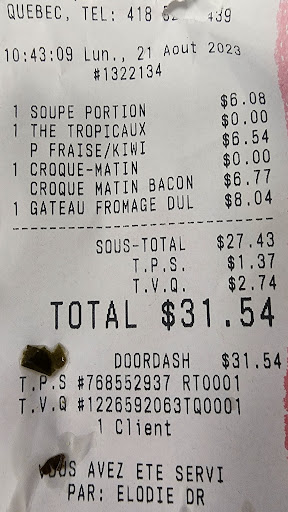 QUEBEC, TEL: 418 439
10:43:09 Lun., 21 Aout 2023
#1322134
1 SOUPE PORTION $6.08
1 THE TROPICAUX $0.00
P FRAISE/KIWI $6.54
1 CROQUE-MATIN $0.00
CROQUE MATIN BACON $6.77
1 GATEAU FROMAGE DUL $8.04
SOUS-TOTAL $27.43
T.P.S. $1.37
T.V.Q. $2.74
TOTAL $31.54
DOORDASH $31.54
T.P.S #768552937 RT0001
T.V.Q #1226592063TQ0001
1 Client
VOUS AVEZ ETE SERVI
PAR: ELODIE DR